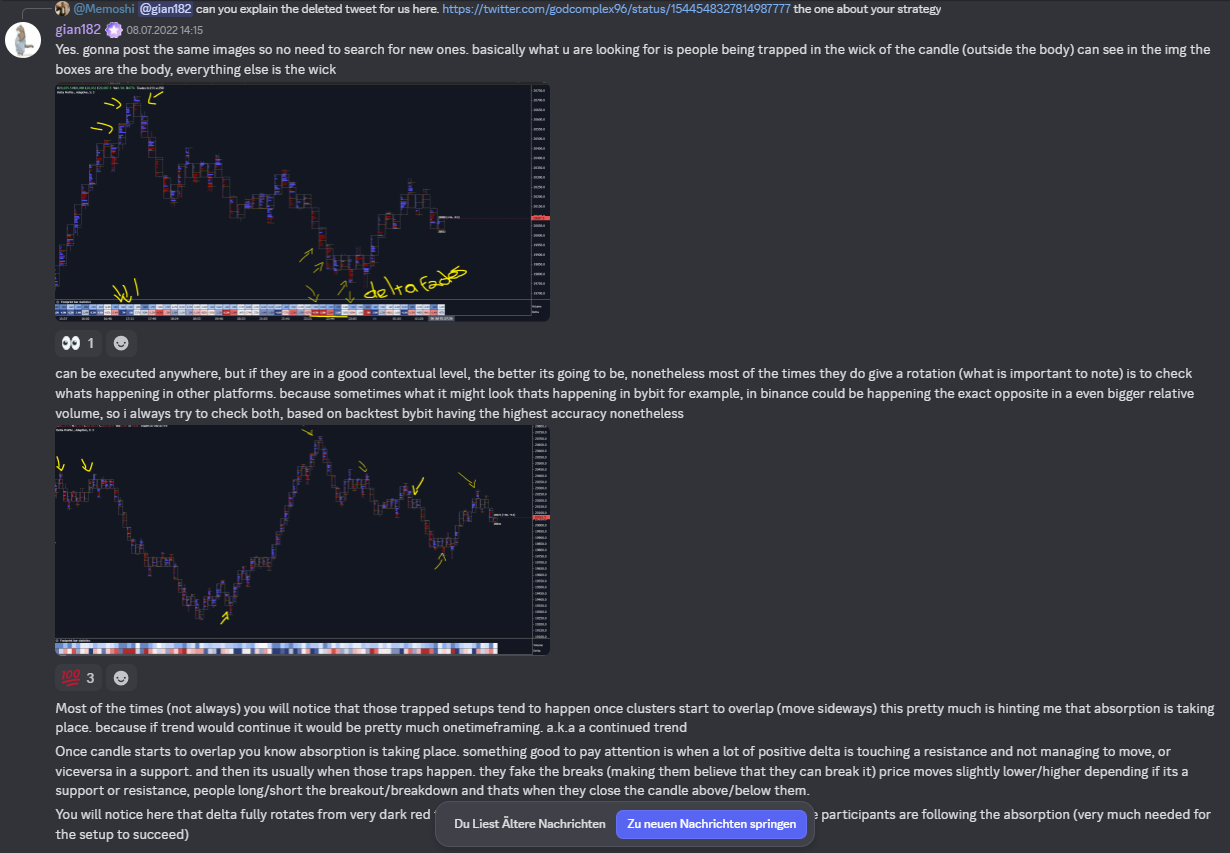 @Memoshi @gian182 can you explain the deleted tweet for us here. https://twitter.com/godcomplex96/status/1544548327814987777 the one about your strategy
gian182 08.07.2022 14:15
Yes. gonna post the same images so no need to search for new ones. basically what u are looking for is people being trapped in the wick of the candle (outside the body) can see in the img the
boxes are the body, everything else is the wick
delta fades
1
can be executed anywhere, but if they are in a good contextual level, the better its going to be, nonetheless most of the times they do give a rotation (what is important to note) is to check
whats happening in other platforms. because sometimes what it might look thats happening in bybit for example, in binance could be happening the exact opposite in a even bigger relative
volume, so i always try to check both, based on backtest bybit having the highest accuracy nonetheless
100 3
Most of the times (not always) you will notice that those trapped setups tend to happen once clusters start to overlap (move sideways) this pretty much is hinting me that absorption is taking
place. because if trend would continue it would be pretty much onetimeframing. a.k.a a continued trend
Once candle starts to overlap you know absorption is taking place. something good to pay attention is when a lot of positive delta is touching a resistance and not managing to move, or
viceversa in a support. and then its usually when those traps happen. they fake the breaks (making them believe that they can break it) price moves slightly lower/higher depending if its a
support or resistance, people long/short the breakout/breakdown and thats when they close the candle above/below them.
You will notice here that delta fully rotates from very dark red participants are following the absorption (very much needed for
the setup to succeed)
Du Liest Ältere Nachrichten Zu neuen Nachrichten springen